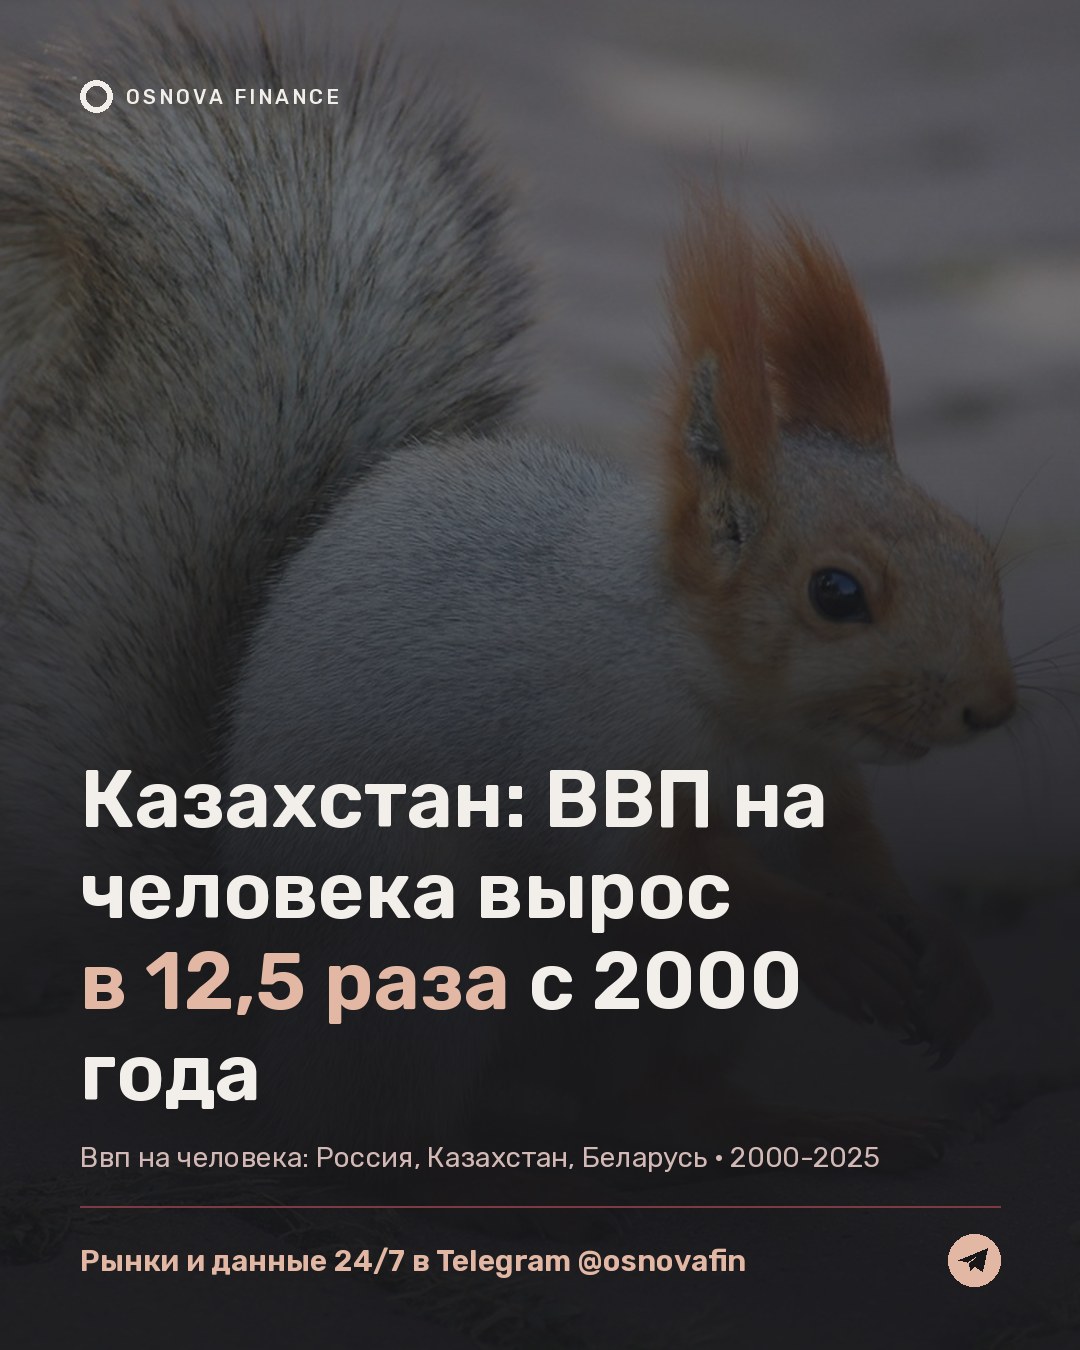 OSNOVA FINANCE
Казахстан: ВВП на
человека вырос
в 12,5 раза с 2000
года
Ввп на человека: Россия, Казахстан, Беларусь • 2000-2025
Рынки и данные 24/7 в Telegram @osnovafin